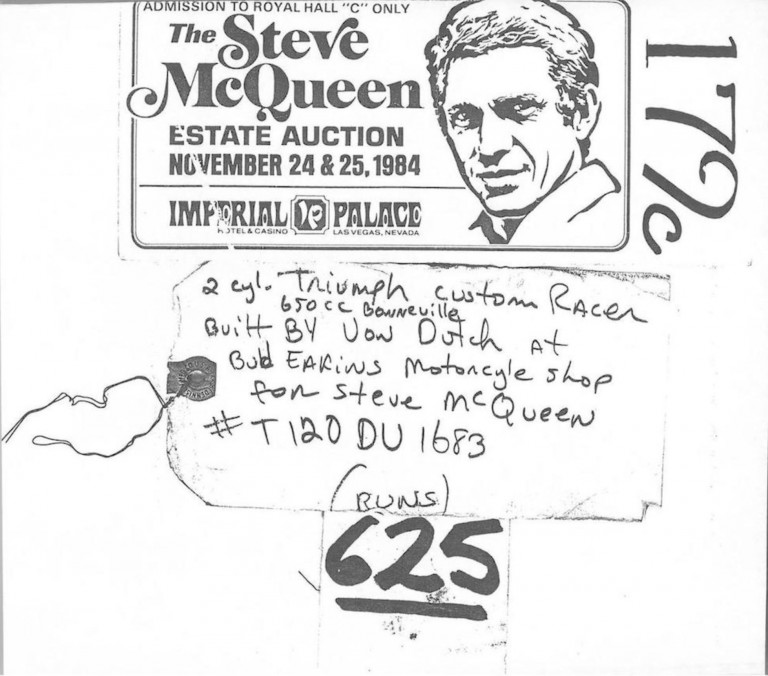 ADMISSION TO ROYAL HALL "C" ONLY
The Steve
McQueen
ESTATE AUCTION
NOVEMBER 24 & 25, 1984
IMPERIAL PALACE
HOTEL & CASINO LAS VEGAS, NEVADA
179c
2 cyl. Triumph custom RACER
650cc Bonneville
Built BY Von Dutch at
Bud EAKINS Motorcyle shop
for Steve McQUEEN
# T120 DU 1683
(RUNS)
625